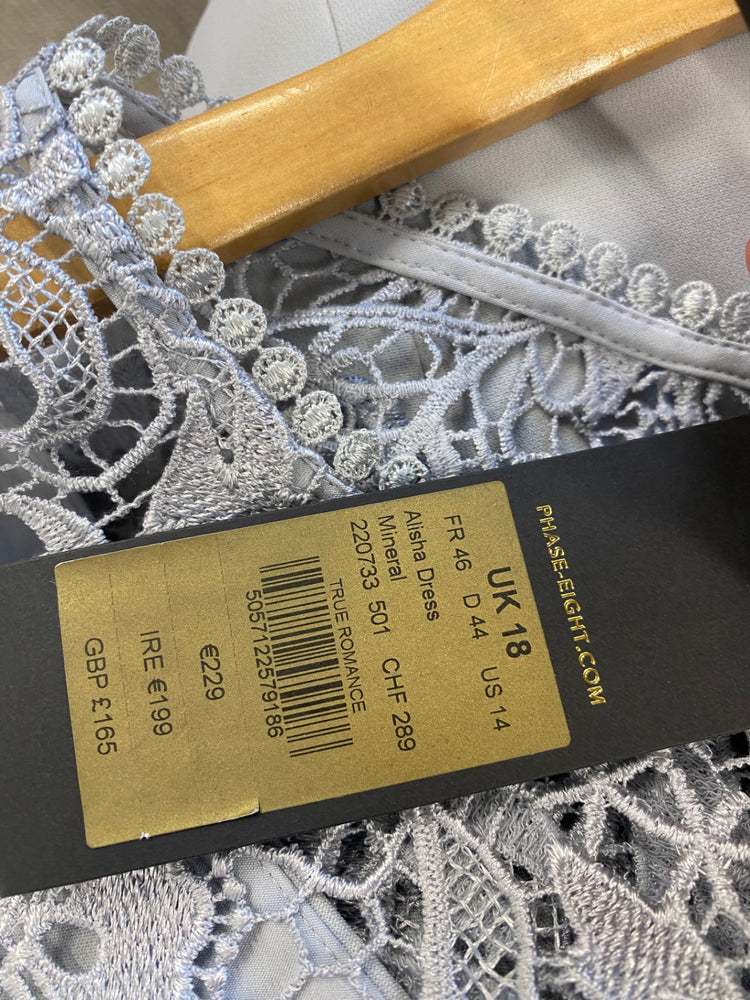 PHASE-EIGHT.COM
UK 18
FR 46 D 44 US 14
Alisha Dress
Mineral
220733 501 CHF 289
TRUE ROMANCE
5057122579186
€229
IRE €199
GBP £165